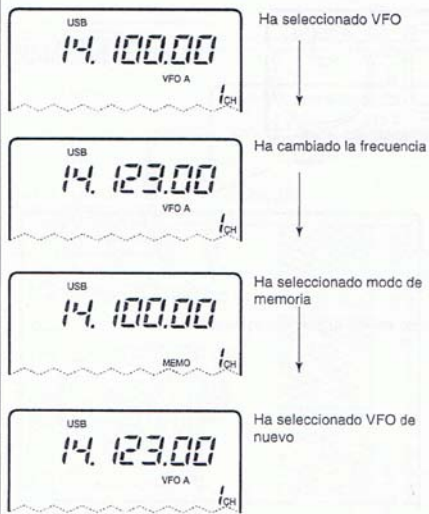 USB
Ha seleccionado VFO
14. 100.00
VFO A
1CH
USB
Ha cambiado la frecuencia
14. 123.00
VFO A
1CH
USB
Ha seleccionado modo de
memoria
14. 100.00
MEMO
1CH
USB
Ha seleccionado VFO de
nuevo
14. 123.00
VFO A
1CH